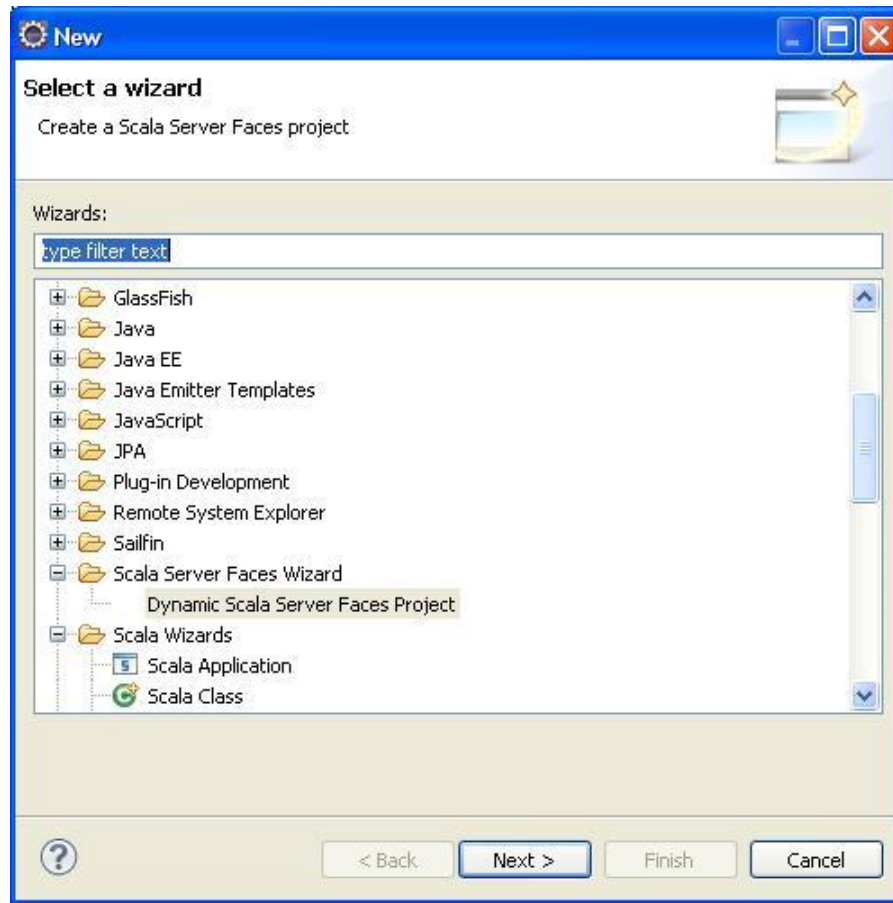 New
Select a wizard
Create a Scala Server Faces project
Wizards:
type filter text
GlassFish
Java
Java EE
Java Emitter Templates
JavaScript
JPA
Plug-in Development
Remote System Explorer
Sailfin
Scala Server Faces Wizard
Dynamic Scala Server Faces Project
Scala Wizards
Scala Application
Scala Class
< Back Next > Finish Cancel